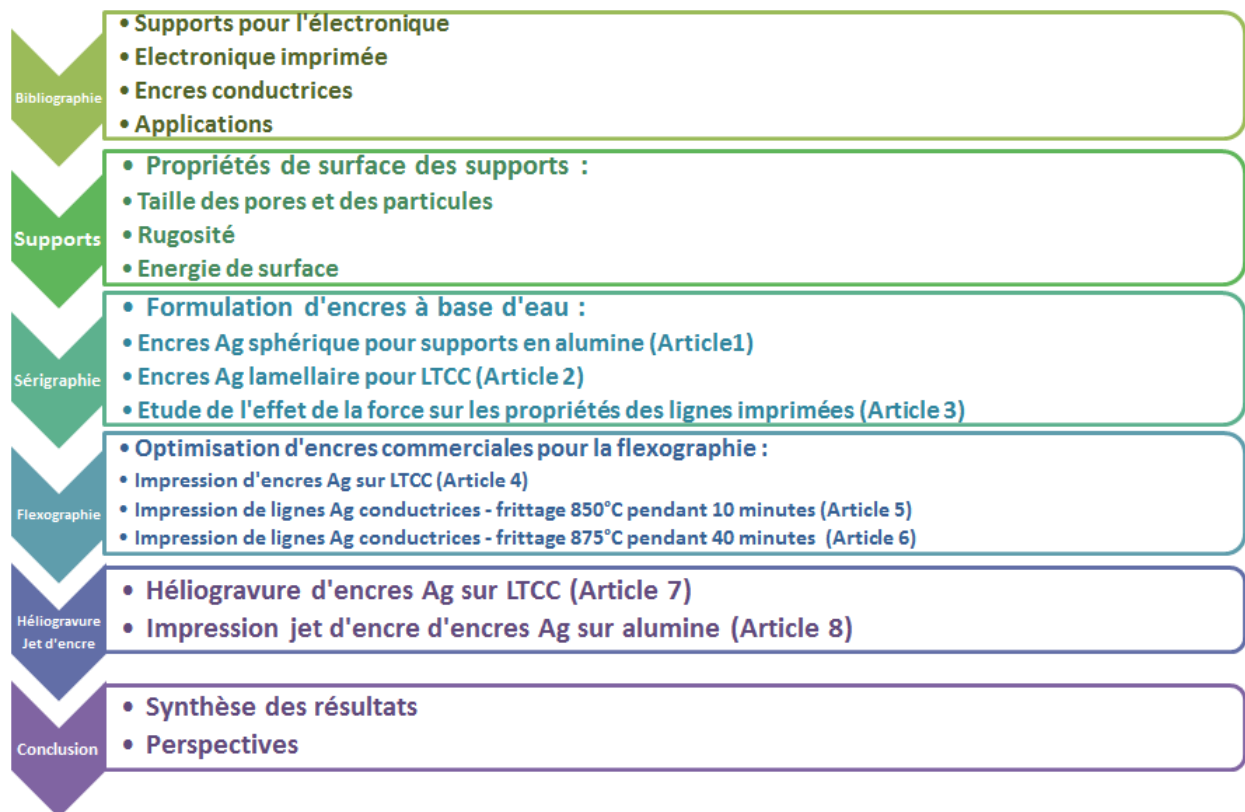 Bibliographie
• Supports pour l'électronique
• Electronique imprimée
• Encres conductrices
• Applications
Supports
• Propriétés de surface des supports :
• Taille des pores et des particules
• Rugosité
• Energie de surface
Sérigraphie
• Formulation d'encres à base d'eau :
• Encres Ag sphérique pour supports en alumine (Article1)
• Encres Ag lamellaire pour LTCC (Article 2)
• Etude de l'effet de la force sur les propriétés des lignes imprimées (Article 3)
Flexographie
• Optimisation d'encres commerciales pour la flexographie :
• Impression d'encres Ag sur LTCC (Article 4)
• Impression de lignes Ag conductrices - frittage 850°C pendant 10 minutes (Article 5)
• Impression de lignes Ag conductrices - frittage 875°C pendant 40 minutes (Article 6)
Héliogravure
Jet d'encre
• Héliogravure d'encres Ag sur LTCC (Article 7)
• Impression jet d'encre d'encres Ag sur alumine (Article 8)
Conclusion
• Synthèse des résultats
• Perspectives